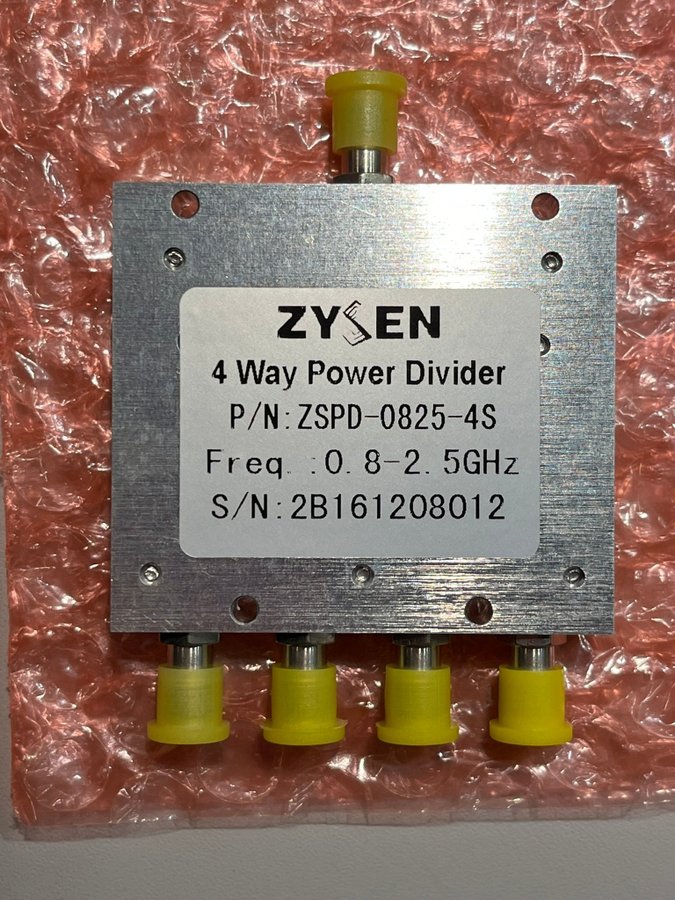 ZYSEN
4 Way Power Divider
P/N:ZSPD-0825-4S
Freq.:0.8-2.5GHz
S/N:2B161208012